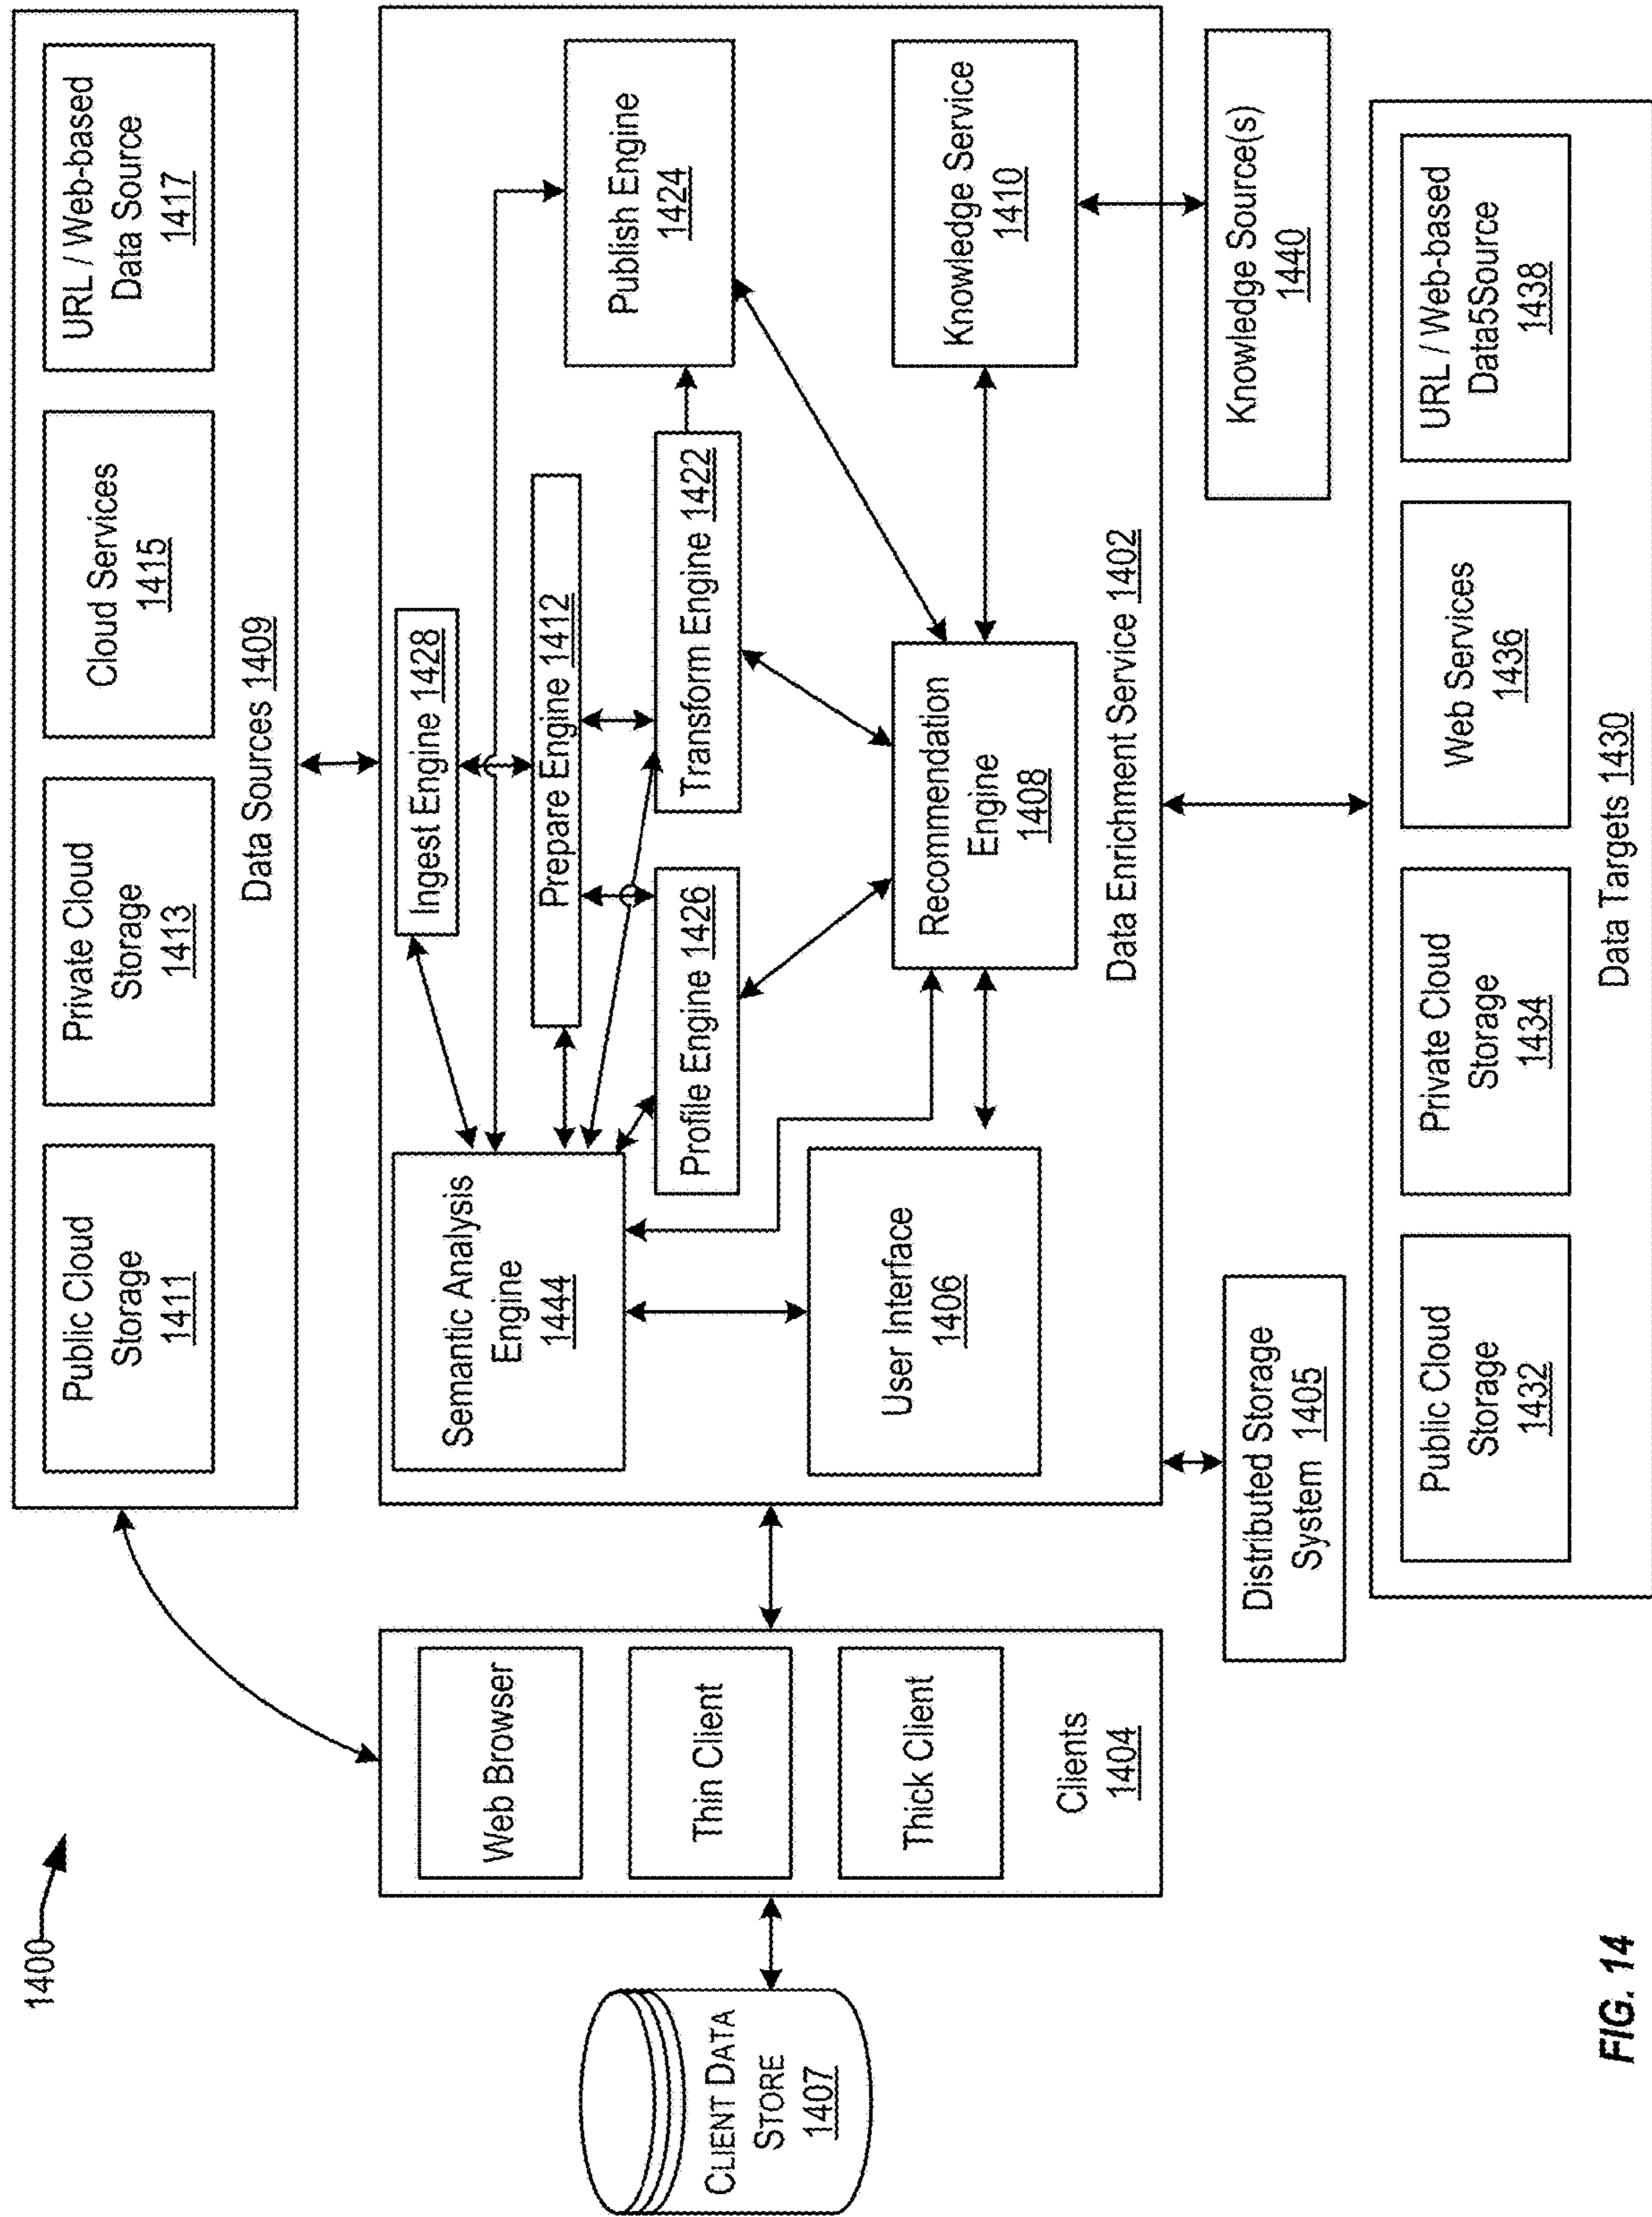 1400
Public Cloud
Storage
1411
Private Cloud
Storage
1413
Cloud Services
1415
URL / Web-based
Data Source
1417
Data Sources 1409
CLIENT DATA
STORE
1407
Web Browser
Thin Client
Thick Client
Clients
1404
Semantic Analysis
Engine
1444
User Interface
1406
Ingest Engine 1428
Prepare Engine 1412
Profile Engine 1426
Transform Engine 1422
Publish Engine
1424
Recommendation
Engine
1408
Knowledge Service
1410
Data Enrichment Service 1402
Distributed Storage
System 1405
Knowledge Source(s)
1440
Public Cloud
Storage
1432
Private Cloud
Storage
1434
Web Services
1436
URL / Web-based
Data5Source
1438
Data Targets 1430
FIG. 14